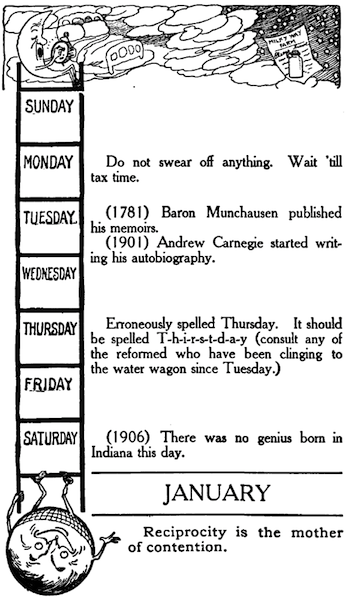 MILKY WAY
FARM
SUNDAY
MONDAY
Do not swear off anything. Wait 'till
tax time.
TUESDAY.
(1781) Baron Munchausen published
his memoirs.
(1901) Andrew Carnegie started writ-
ing his autobiography.
WEDNESDAY
THURSDAY
Erroneously spelled Thursday. It should
be spelled T-h-i-r-s-t-d-a-y (consult any of
the reformed who have been clinging to
the water wagon since Tuesday.)
FRIDAY
SATURDAY
(1906) There was no genius born in
Indiana this day.
JANUARY
Reciprocity is the mother
of contention.